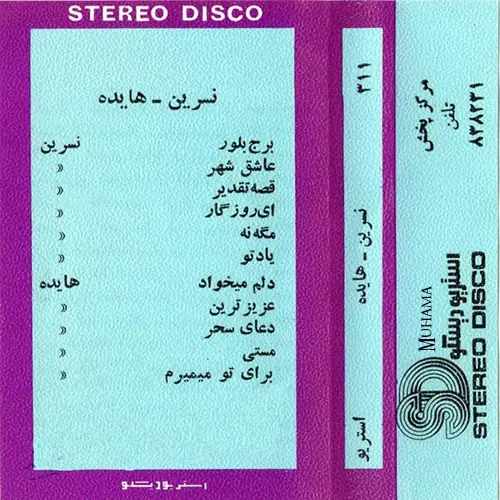 STEREO DISCO
نسرین - هایده
برج بلور نسرین
عاشق شهر «
قصه تقدیر «
ای روزگار «
مگه نه «
یاد تو «
دلم میخواد هایده
عزیزترین «
دعای سحر «
مستی «
برای تو میمیرم «
استریو دیسکو
۳۱۱
نسرین - هایده
استریو
مرکز پخش
تلفن
۸۳۸۲۳۱
استریو دیسکو
MUHAMA
STEREO DISCO